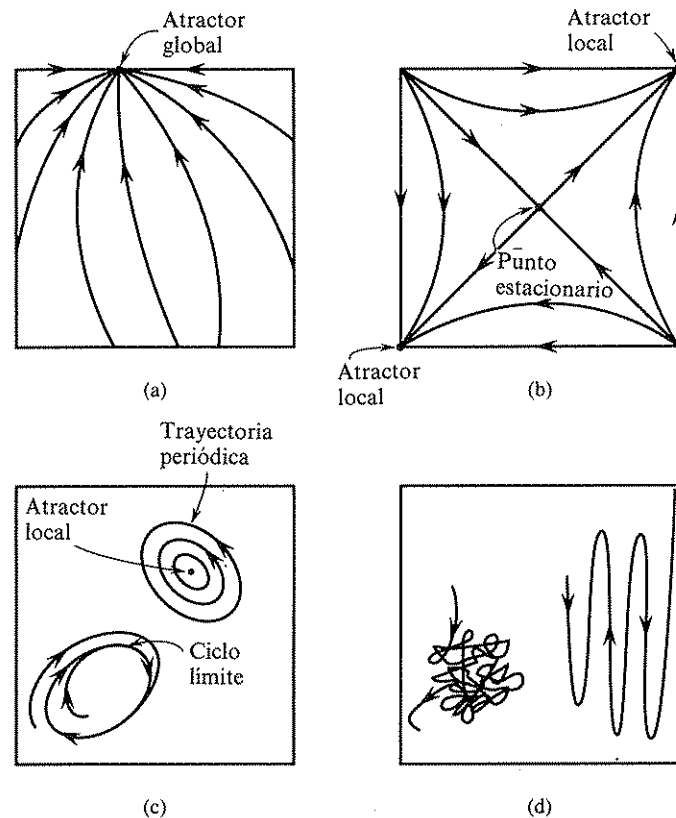 Atractor
global
Atractor
local
Punto
estacionario
Atractor
local
(a)
(b)
Trayectoria
periódica
Atractor
local
Ciclo
límite
(c)
(d)